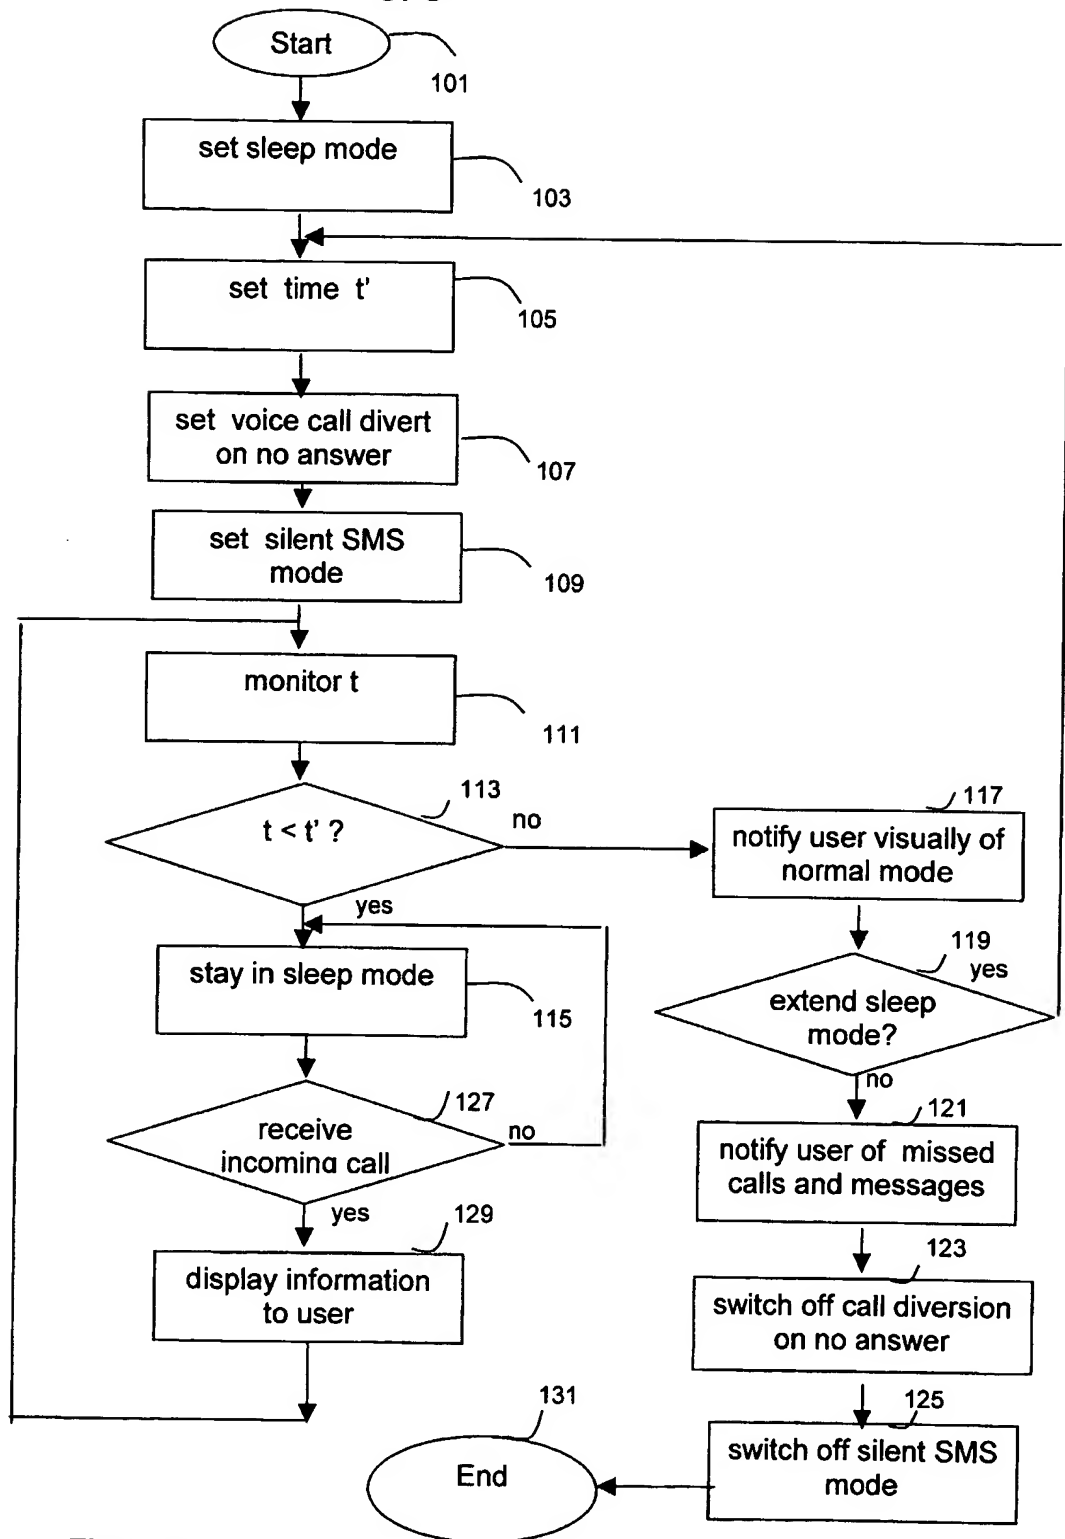 Start
101
set sleep mode
103
set time t'
105
set voice call divert
on no answer
107
set silent SMS
mode
109
monitor t
111
113
t < t' ?
no
yes
117
notify user visually of
normal mode
stay in sleep mode
115
119
yes
extend sleep
mode?
no
127
receive
incoming call
no
yes
121
notify user of missed
calls and messages
129
display information
to user
123
switch off call diversion
on no answer
125
switch off silent SMS
mode
131
End